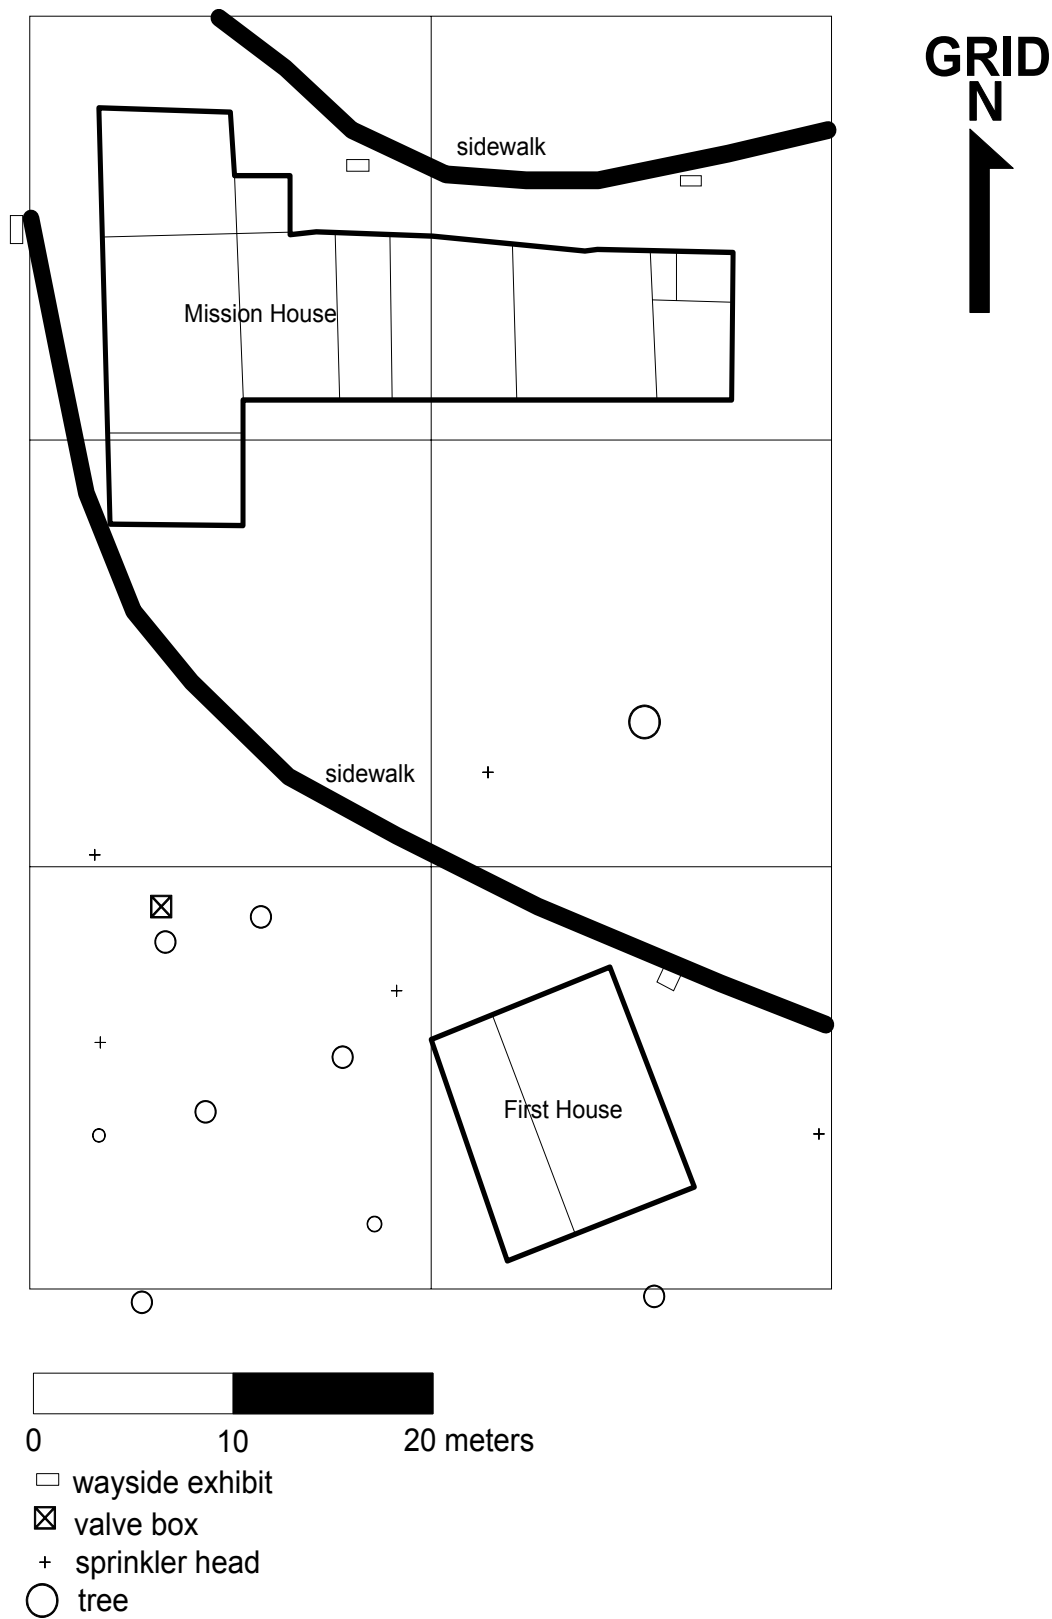 GRID
N
sidewalk
Mission House
sidewalk
First House
0 10 20 meters
wayside exhibit
valve box
sprinkler head
tree